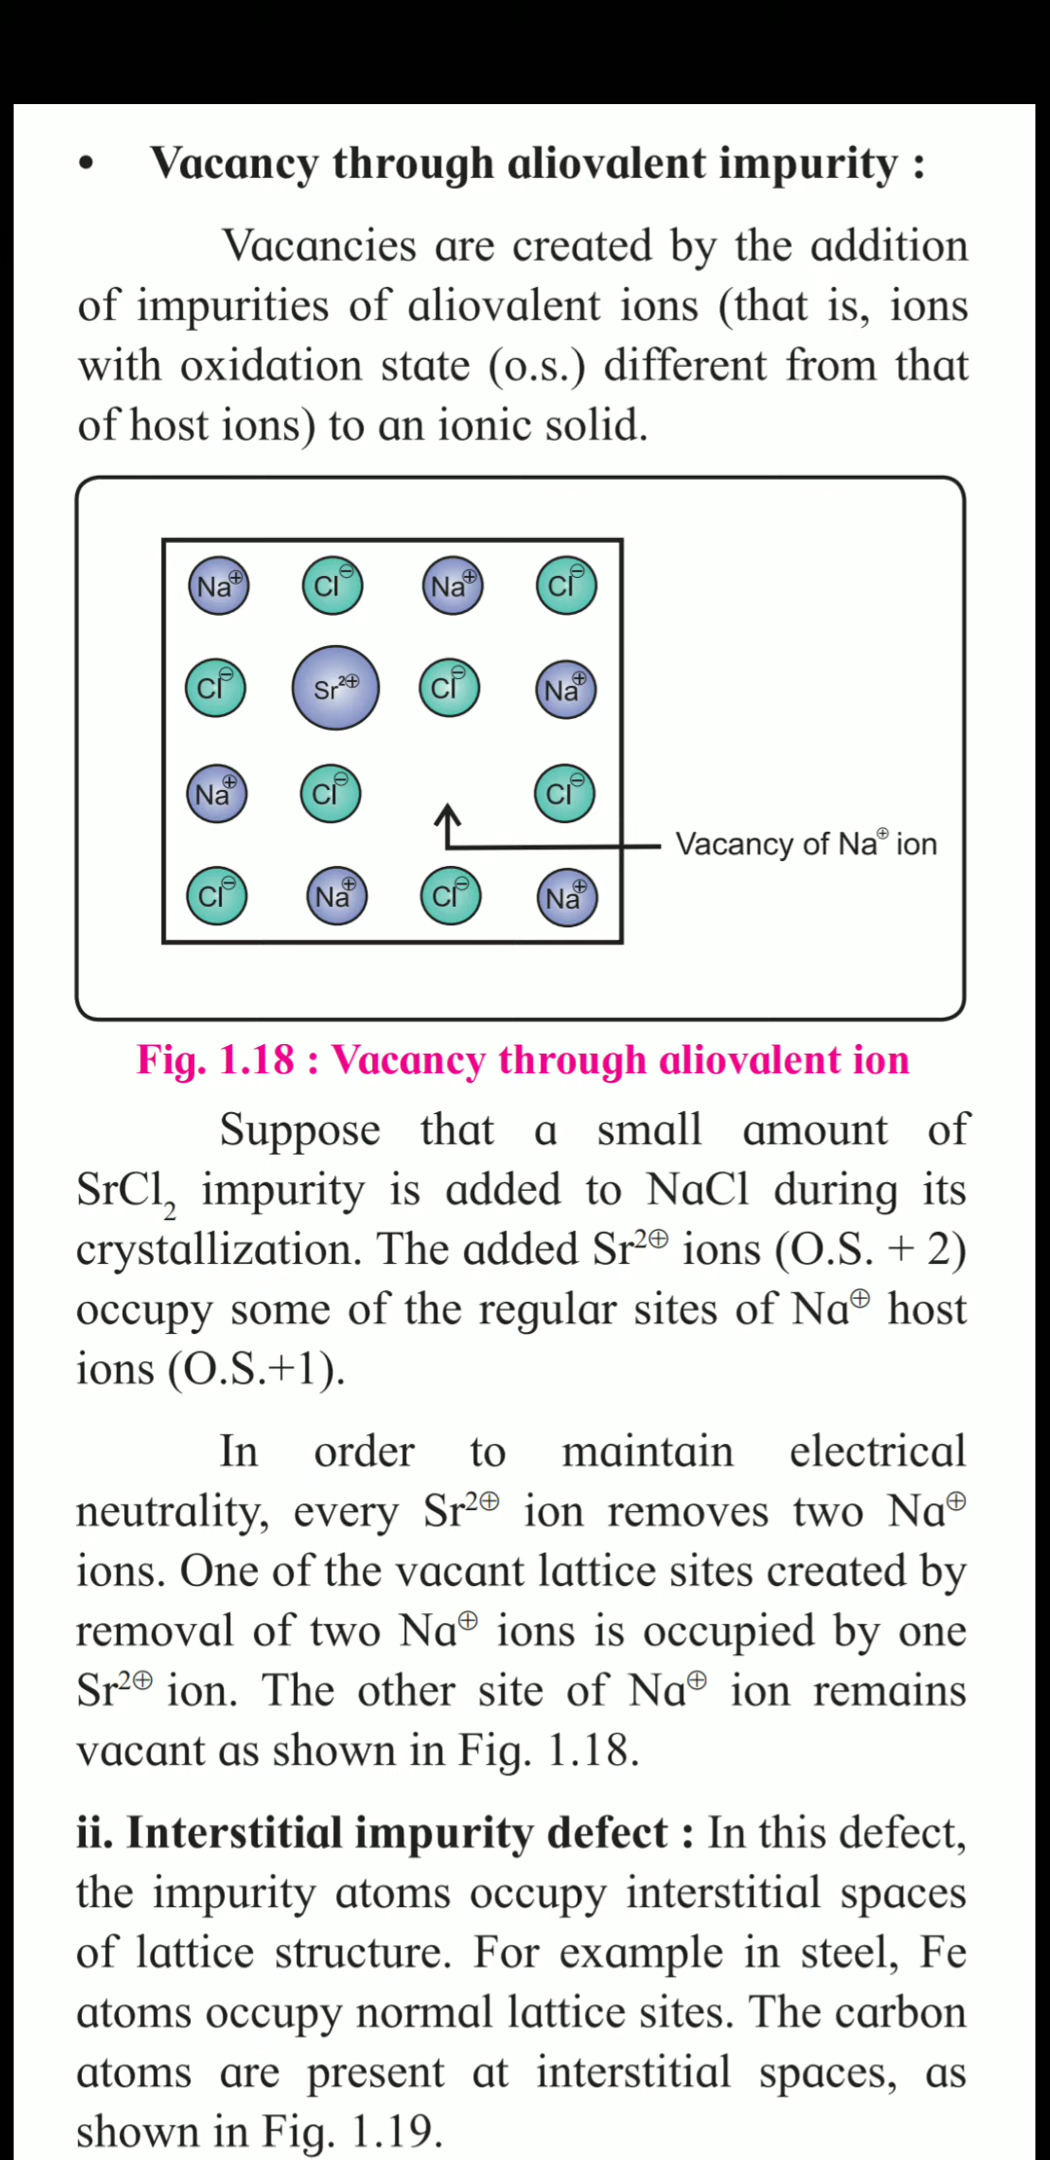 • Vacancy through aliovalent impurity :
Vacancies are created by the addition
of impurities of aliovalent ions (that is, ions
with oxidation state (o.s.) different from that
of host ions) to an ionic solid.
Na⊕ Cl⊖ Na⊕ Cl⊖
Cl⊖ Sr²⊕ Cl⊖ Na⊕
Na⊕ Cl⊖ Cl⊖
Vacancy of Na⊕ ion
Cl⊖ Na⊕ Cl⊖ Na⊕
Fig. 1.18 : Vacancy through aliovalent ion
Suppose that a small amount of
SrCl₂ impurity is added to NaCl during its
crystallization. The added Sr²⊕ ions (O.S. + 2)
occupy some of the regular sites of Na⊕ host
ions (O.S.+1).
In order to maintain electrical
neutrality, every Sr²⊕ ion removes two Na⊕
ions. One of the vacant lattice sites created by
removal of two Na⊕ ions is occupied by one
Sr²⊕ ion. The other site of Na⊕ ion remains
vacant as shown in Fig. 1.18.
ii. Interstitial impurity defect : In this defect,
the impurity atoms occupy interstitial spaces
of lattice structure. For example in steel, Fe
atoms occupy normal lattice sites. The carbon
atoms are present at interstitial spaces, as
shown in Fig. 1.19.